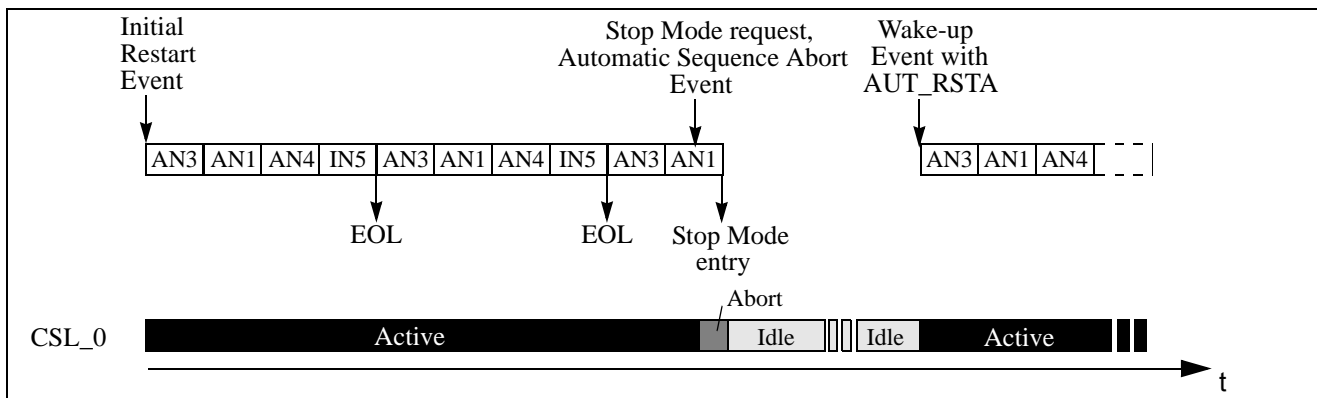 Initial
Restart
Event
Stop Mode request,
Automatic Sequence Abort
Event
Wake-up
Event with
AUT_RSTA
AN3 AN1 AN4 IN5 AN3 AN1 AN4 IN5 AN3 AN1 AN3 AN1 AN4
EOL EOL Stop Mode
entry
Abort
CSL_0 Active Idle Idle Active
t